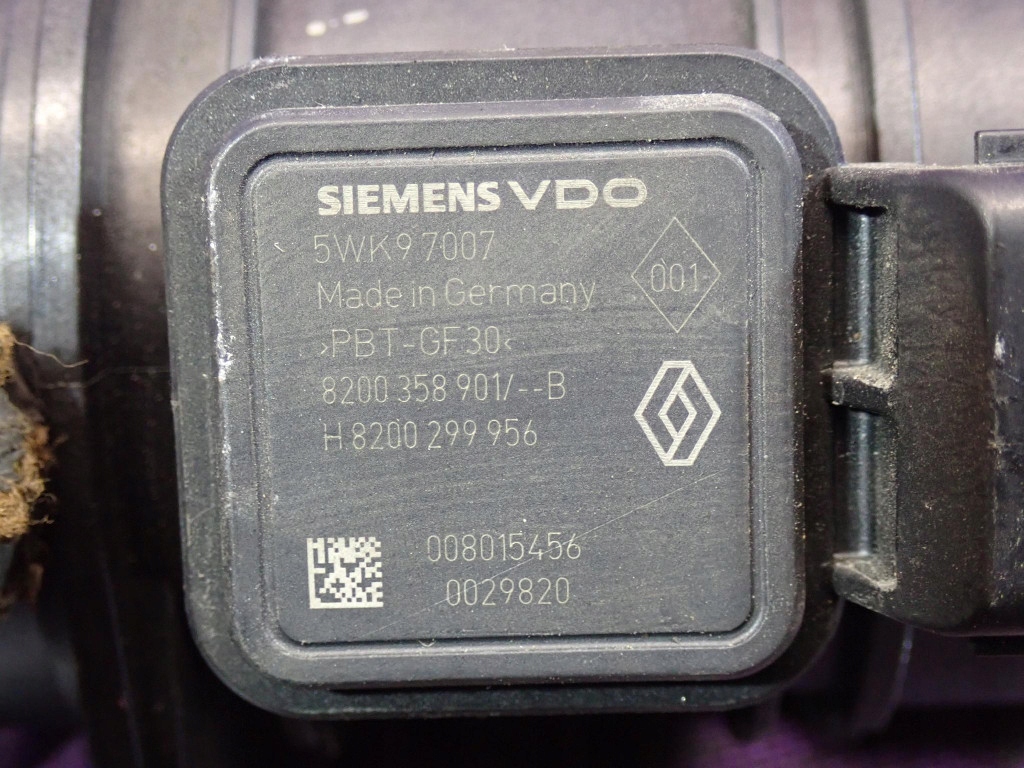 SIEMENS VDO
5WK9 7007
001
Made in Germany
>PBT-GF30<
8200 358 901/--B
H 8200 299 956
008015456
0029820